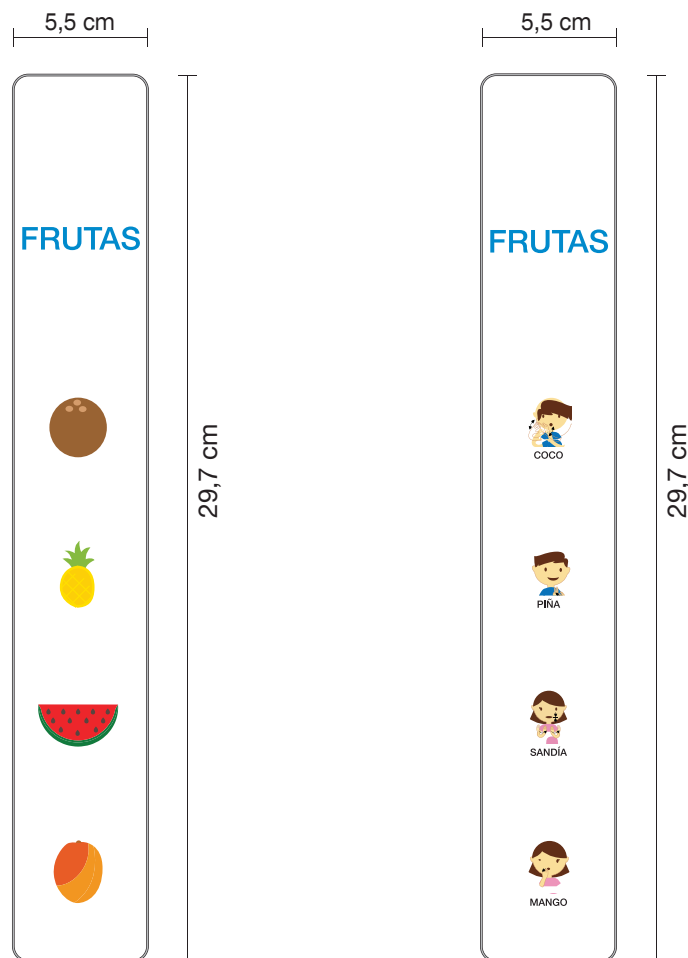 5,5 cm
5,5 cm
FRUTAS
FRUTAS
29,7 cm
29,7 cm
COCO
PIÑA
SANDÍA
MANGO